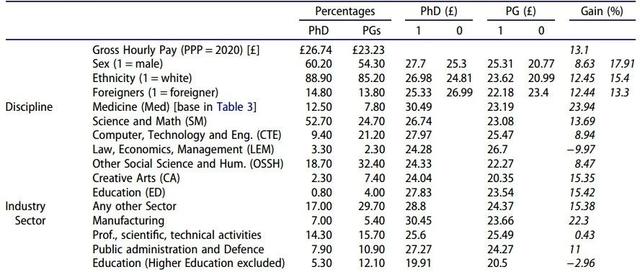 Percentages PhD (£) PG (£) Gain (%)
PhD PGs 1 0 1 0
Gross Hourly Pay (PPP = 2020) [£] £26.74 £23.23 13.1
Sex (1 = male) 60.20 54.30 27.7 25.3 25.31 20.77 8.63 17.91
Ethnicity (1 = white) 88.90 85.20 26.98 24.81 23.62 20.99 12.45 15.4
Foreigners (1 = foreigner) 14.80 13.80 25.33 26.99 22.18 23.4 12.44 13.3
Discipline Medicine (Med) [base in Table 3] 12.50 7.80 30.49 23.19 23.94
Science and Math (SM) 52.70 24.70 26.74 23.08 13.69
Computer, Technology and Eng. (CTE) 9.40 21.20 27.97 25.47 8.94
Law, Economics, Management (LEM) 3.30 2.30 24.28 26.7 −9.97
Other Social Science and Hum. (OSSH) 18.70 32.40 24.33 22.27 8.47
Creative Arts (CA) 2.30 7.40 24.04 20.35 15.35
Education (ED) 0.80 4.00 27.83 23.54 15.42
Industry Any other Sector 17.00 29.70 28.8 24.37 15.38
Sector Manufacturing 7.00 5.40 30.45 23.66 22.3
Prof., scientific, technical activities 14.30 15.70 25.6 25.49 0.43
Public administration and Defence 7.90 10.90 27.27 24.27 11
Education (Higher Education excluded) 5.30 12.10 19.91 20.5 −2.96